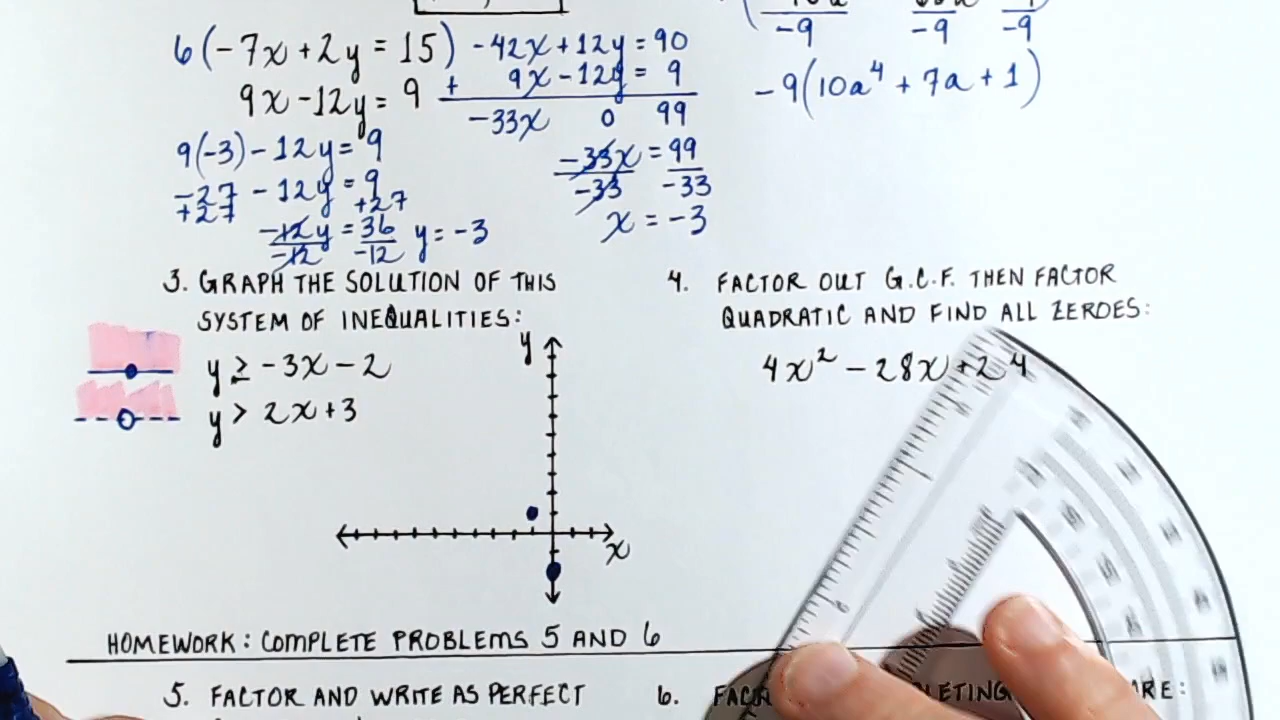 6(-7x + 2y = 15) -42x + 12y = 90
9x - 12y = 9 + 9x - 12y = 9
-33x 0 99
9(-3) - 12y = 9
-27 - 12y = 9
+27 +27
-12y = 36 y = -3
-12 -12
-33x = 99
-33 -33
x = -3
-9 -9 -9
-9(10a⁴ + 7a + 1)
3. GRAPH THE SOLUTION OF THIS
SYSTEM OF INEQUALITIES:
y ≥ -3x - 2
y > 2x + 3
y
x
4. FACTOR OUT G.C.F. THEN FACTOR
QUADRATIC AND FIND ALL ZEROES:
4x² - 28x + 24
HOMEWORK: COMPLETE PROBLEMS 5 AND 6
5. FACTOR AND WRITE AS PERFECT
6.